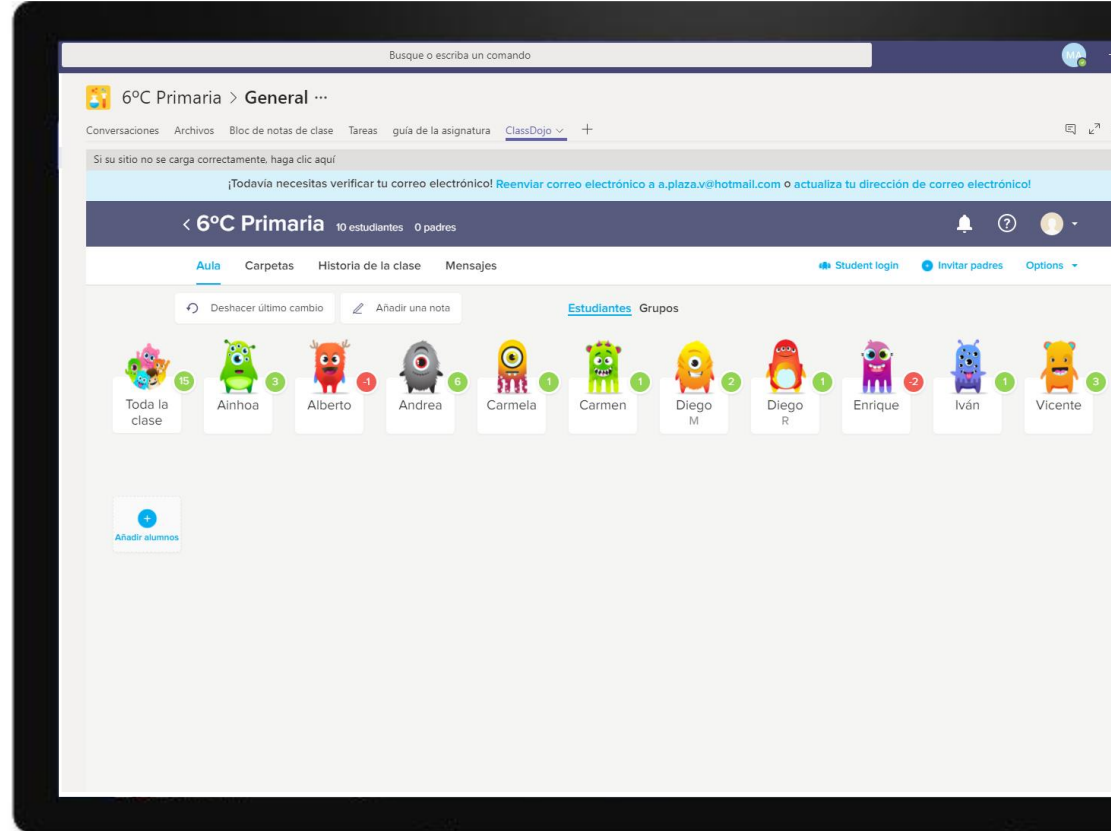 Busque o escriba un comando
MA
6ºC Primaria > General ...
Conversaciones Archivos Bloc de notas de clase Tareas guía de la asignatura ClassDojo +
Si su sitio no se carga correctamente, haga clic aquí
¡Todavía necesitas verificar tu correo electrónico! Reenviar correo electrónico a a.plaza.v@hotmail.com o actualiza tu dirección de correo electrónico!
< 6ºC Primaria 10 estudiantes 0 padres ?
Aula Carpetas Historia de la clase Mensajes Student login Invitar padres Options
Deshacer último cambio Añadir una nota Estudiantes Grupos
15 3 -1 6 1 1 2 1 -2 1 3
Toda la clase Ainhoa Alberto Andrea Carmela Carmen Diego M Diego R Enrique Iván Vicente
+
Añadir alumnos